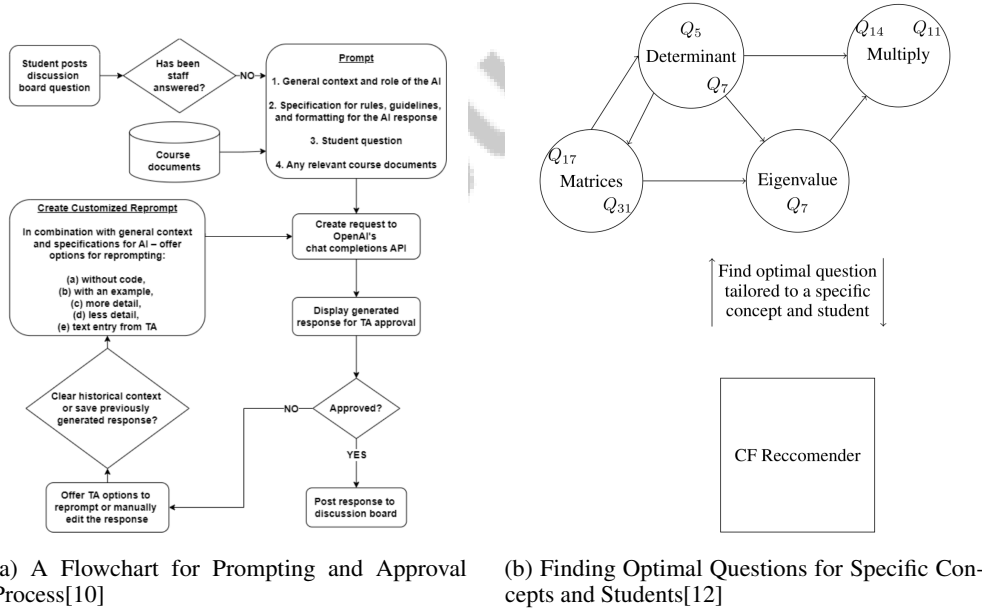 Student posts
discussion
board question
Has been
staff
answered?
NO
Prompt
1. General context and role of the AI
2. Specification for rules, guidelines,
and formatting for the AI response
3. Student question
4. Any relevant course documents
Course
documents
Create Customized Reprompt
In combination with general context
and specifications for AI – offer
options for reprompting:
(a) without code,
(b) with an example,
(c) more detail,
(d) less detail,
(e) text entry from TA
Create request to
OpenAI's
chat completions API
Display generated
response for TA approval
Clear historical context
or save previously
generated response?
NO
Approved?
YES
Offer TA options to
reprompt or manually
edit the response
Post response to
discussion board
a) A Flowchart for Prompting and Approval
Process[10]
Q5
Determinant
Q7
Q14 Q11
Multiply
Q17
Matrices
Q31
Eigenvalue
Q7
Find optimal question
tailored to a specific
concept and student
CF Reccomender
(b) Finding Optimal Questions for Specific Con-
cepts and Students[12]